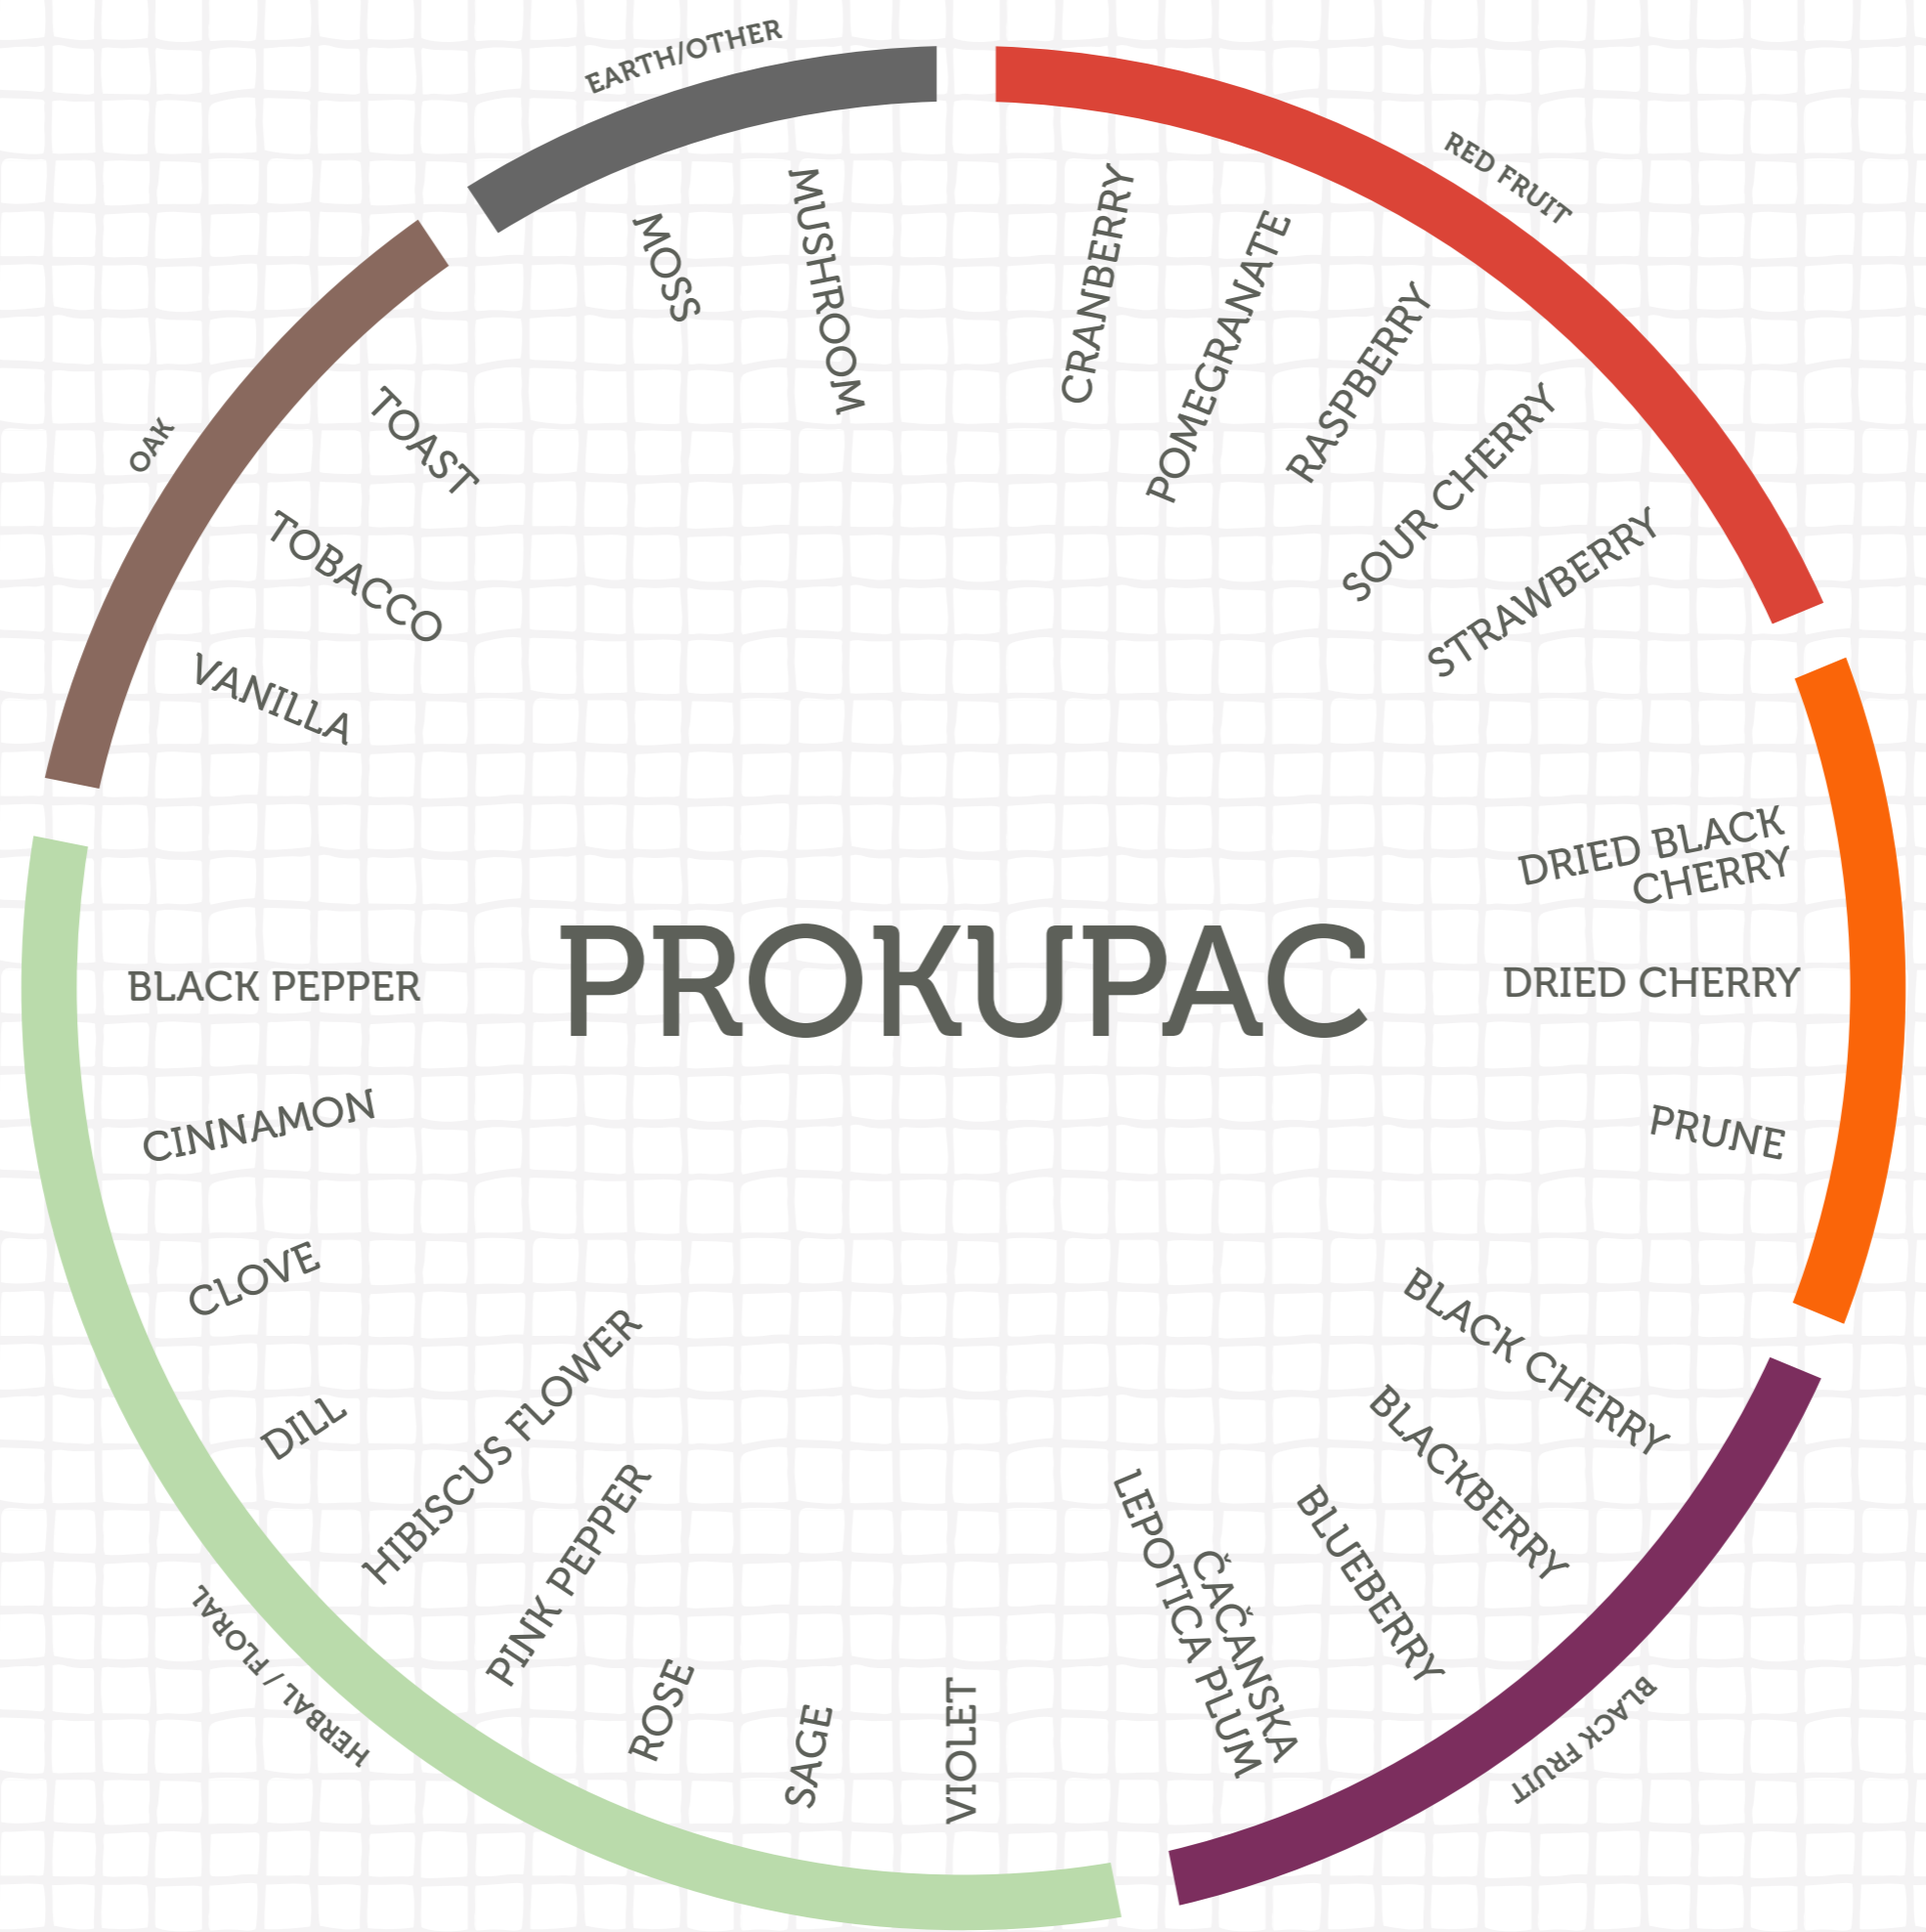 EARTH/OTHER
MOSS
MUSHROOM
RED FRUIT
CRANBERRY
POMEGRANATE
RASPBERRY
SOUR CHERRY
STRAWBERRY
DRIED BLACK
CHERRY
DRIED CHERRY
PRUNE
BLACK CHERRY
BLACKBERRY
BLUEBERRY
ČAČANSKA
LEPOTICA PLUM
BLACK FRUIT
VIOLET
SAGE
ROSE
PINK PEPPER
HIBISCUS FLOWER
DILL
CLOVE
CINNAMON
BLACK PEPPER
HERBAL / FLORAL
VANILLA
TOBACCO
TOAST
OAK
PROKUPAC